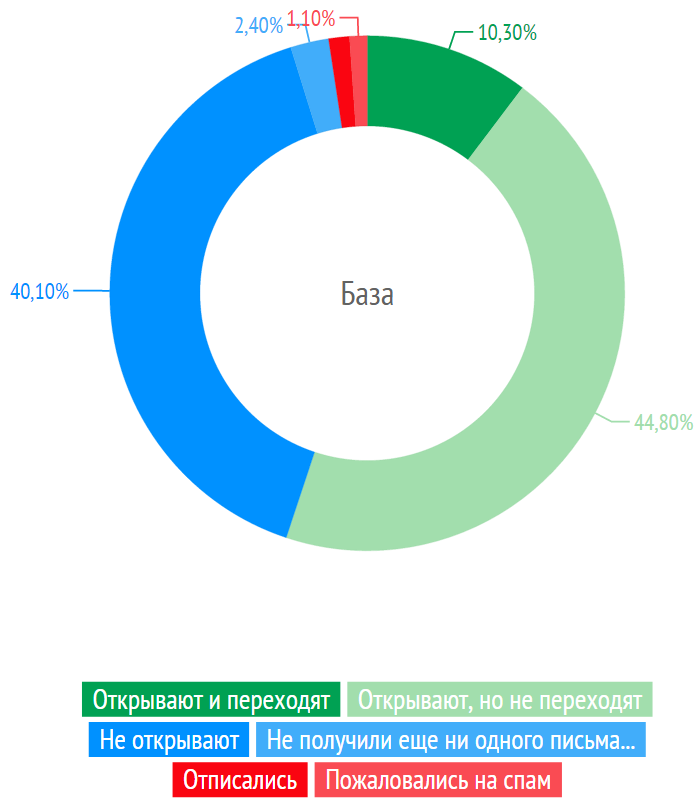 2,40%
1,10%
10,30%
40,10%
База
44,80%
Открывают и переходят
Открывают, но не переходят
Не открывают
Не получили еще ни одного письма...
Отписались
Пожаловались на спам